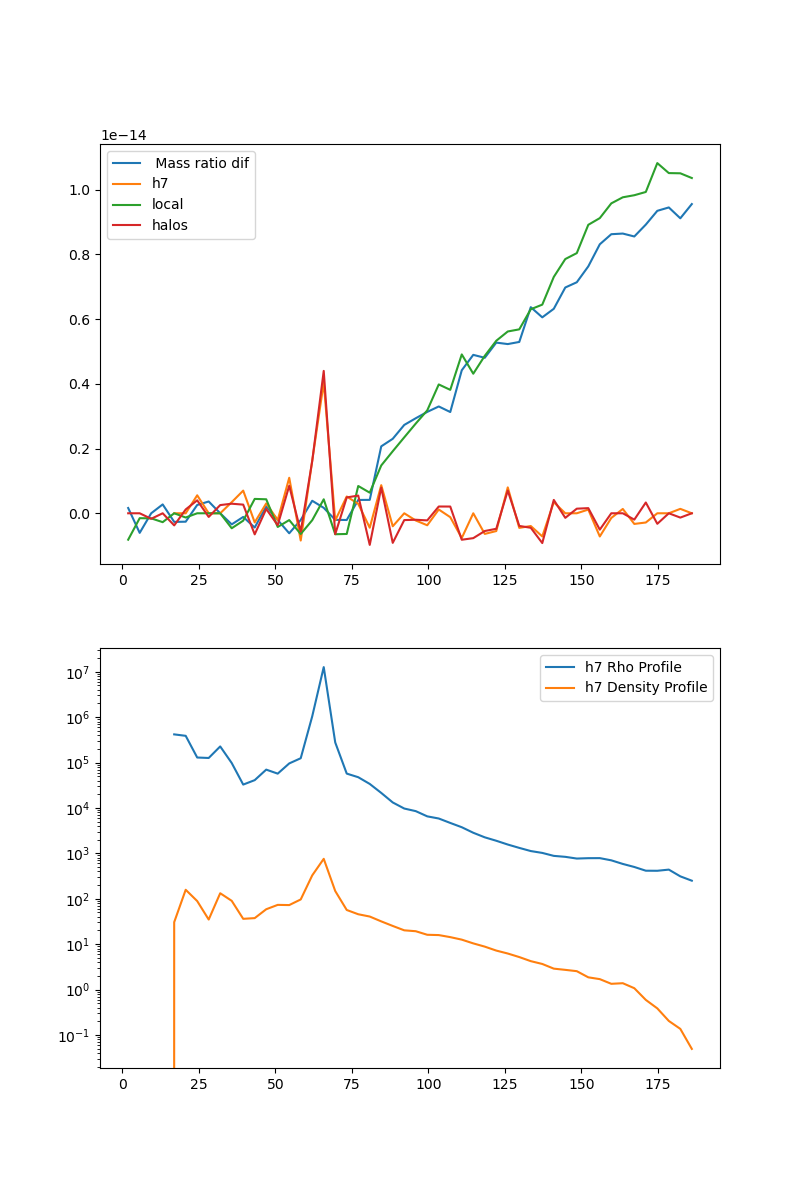 1e−14
Mass ratio dif
h7
local
halos
1.0
0.8
0.6
0.4
0.2
0.0
0 25 50 75 100 125 150 175
h7 Rho Profile
h7 Density Profile
10⁷
10⁶
10⁵
10⁴
10³
10²
10¹
10⁰
10⁻¹
0 25 50 75 100 125 150 175